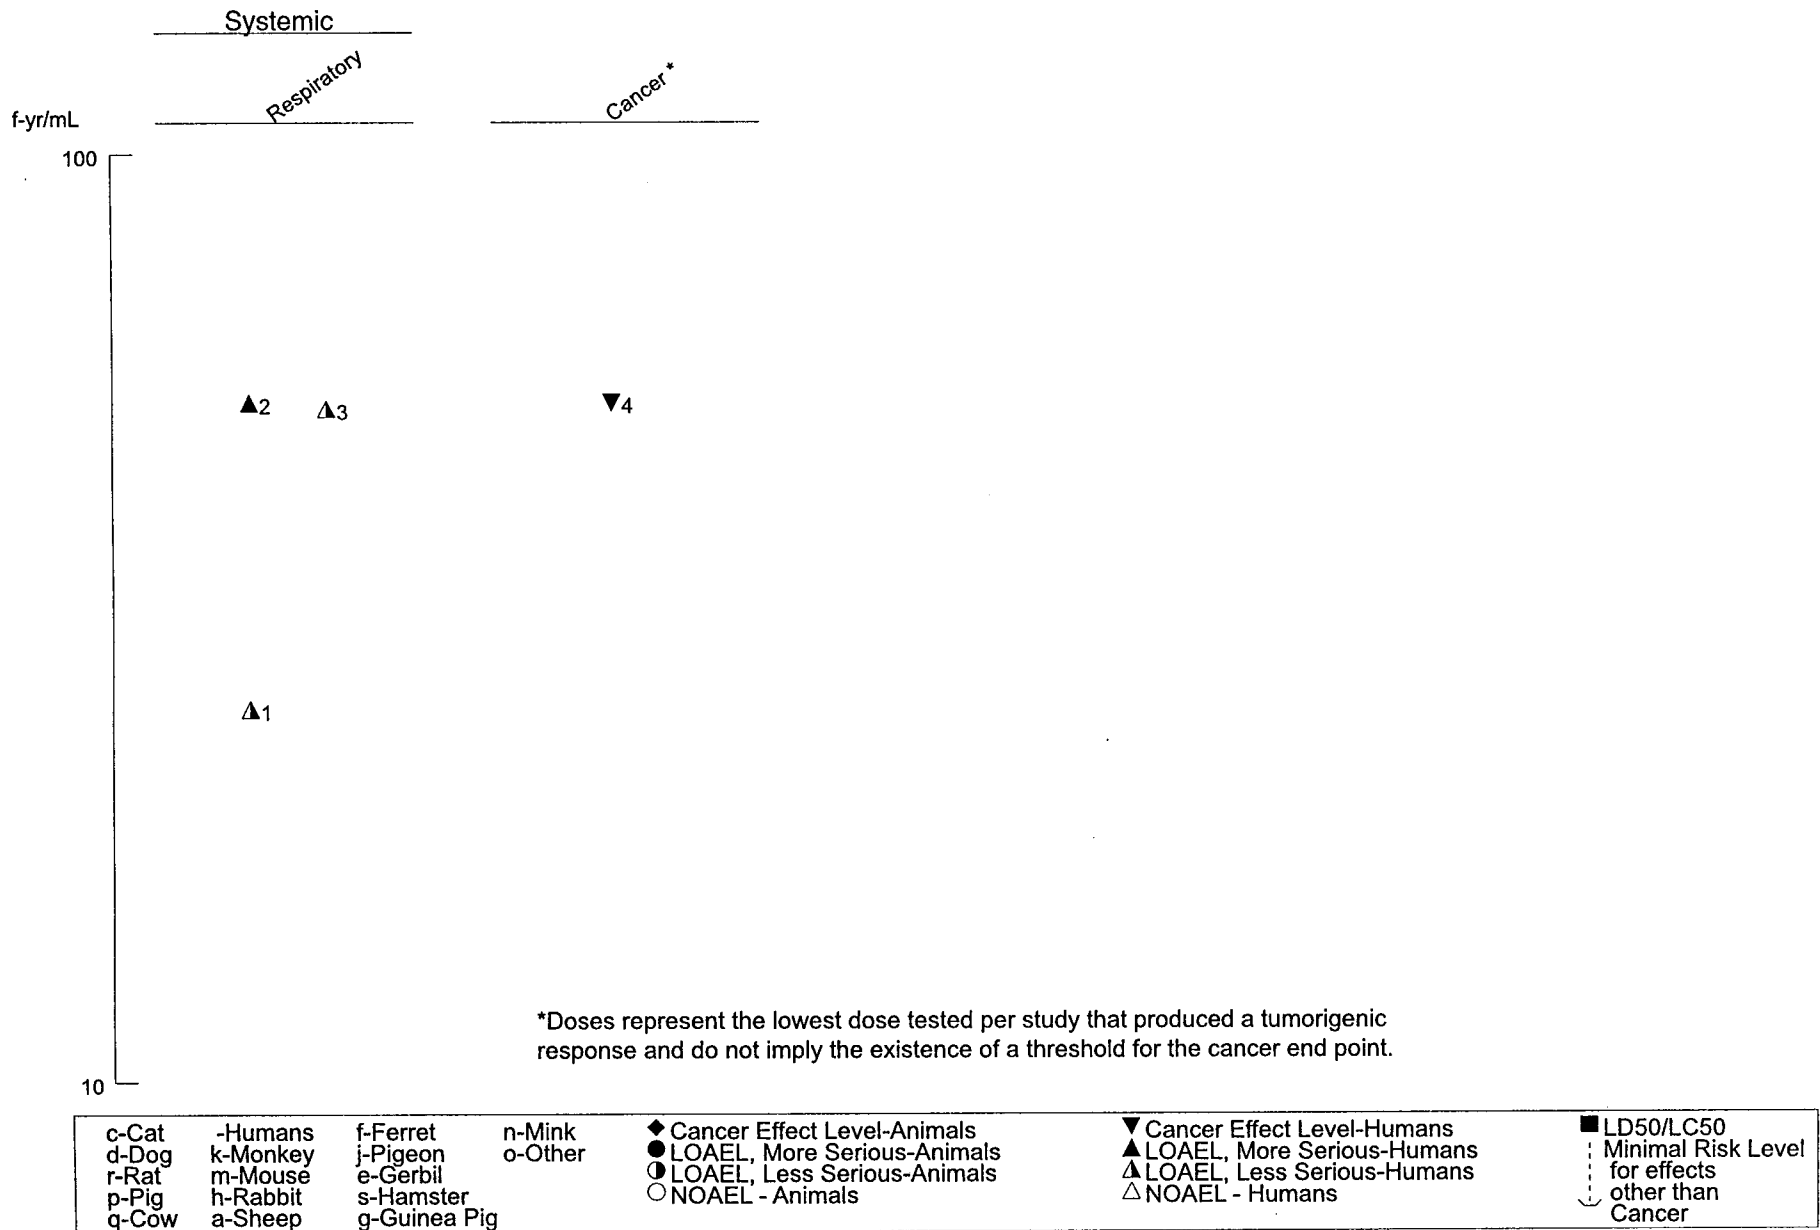 Systemic
Respiratory
Cancer *
f-yr/mL
100
▲2
◮3
▼4
◮1
*Doses represent the lowest dose tested per study that produced a tumorigenic
response and do not imply the existence of a threshold for the cancer end point.
10
c-Cat -Humans f-Ferret n-Mink ◆Cancer Effect Level-Animals ▼Cancer Effect Level-Humans ■LD50/LC50
d-Dog k-Monkey j-Pigeon o-Other ●LOAEL, More Serious-Animals ▲LOAEL, More Serious-Humans Minimal Risk Level
r-Rat m-Mouse e-Gerbil ◑LOAEL, Less Serious-Animals ◮LOAEL, Less Serious-Humans for effects
p-Pig h-Rabbit s-Hamster ○NOAEL - Animals △NOAEL - Humans other than
q-Cow a-Sheep g-Guinea Pig Cancer